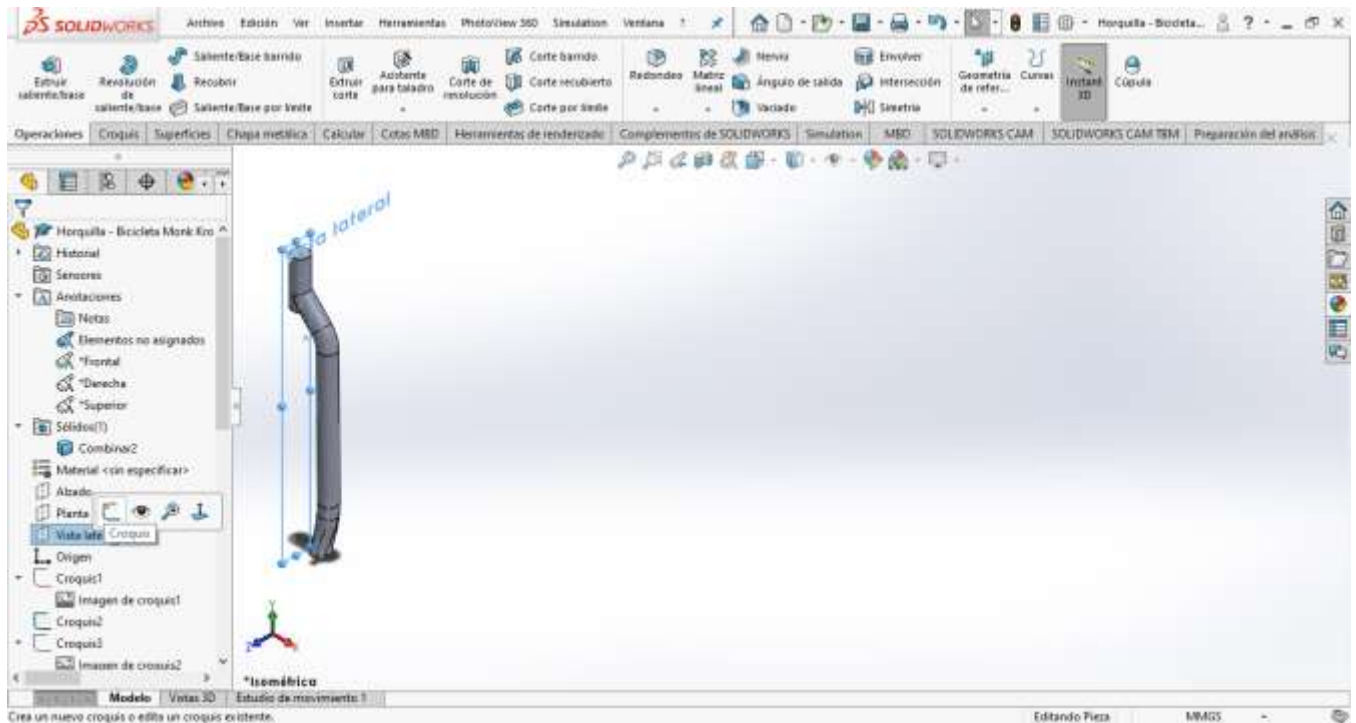 SOLIDWORKS
Archivo Edición Ver Insertar Herramientas PhotoView 360 Simulation Ventana ?
Horquilla - Bicicleta...
Extruir saliente/base
Revolución de saliente/base
Saliente/Base barrido
Recubrir
Saliente/Base por límite
Extruir corte
Asistente para taladro
Corte de revolución
Corte barrido
Corte recubierto
Corte por límite
Redondeo
Matriz lineal
Nervio
Ángulo de salida
Vaciado
Envolver
Intersección
Simetría
Geometría de refer...
Curvas
Instant 3D
Cúpula
Operaciones Croquis Superficies Chapa metálica Calcular Cotas MBD Herramientas de renderizado Complementos de SOLIDWORKS Simulation MBD SOLIDWORKS CAM SOLIDWORKS CAM TBM Preparación del análisis
Horquilla - Bicicleta Monk Kro
Historial
Sensores
Anotaciones
Notas
Elementos no asignados
*Frontal
*Derecha
*Superior
Sólidos(1)
Combinar2
Material <sin especificar>
Alzado
Planta
Vista late
Croquis
Origen
Croquis1
Imagen de croquis1
Croquis2
Croquis3
Imagen de croquis2
lateral
Y
Z
X
*Isométrica
Modelo Vistas 3D Estudio de movimiento 1
Crea un nuevo croquis o edita un croquis existente.
Editando Pieza MMGS